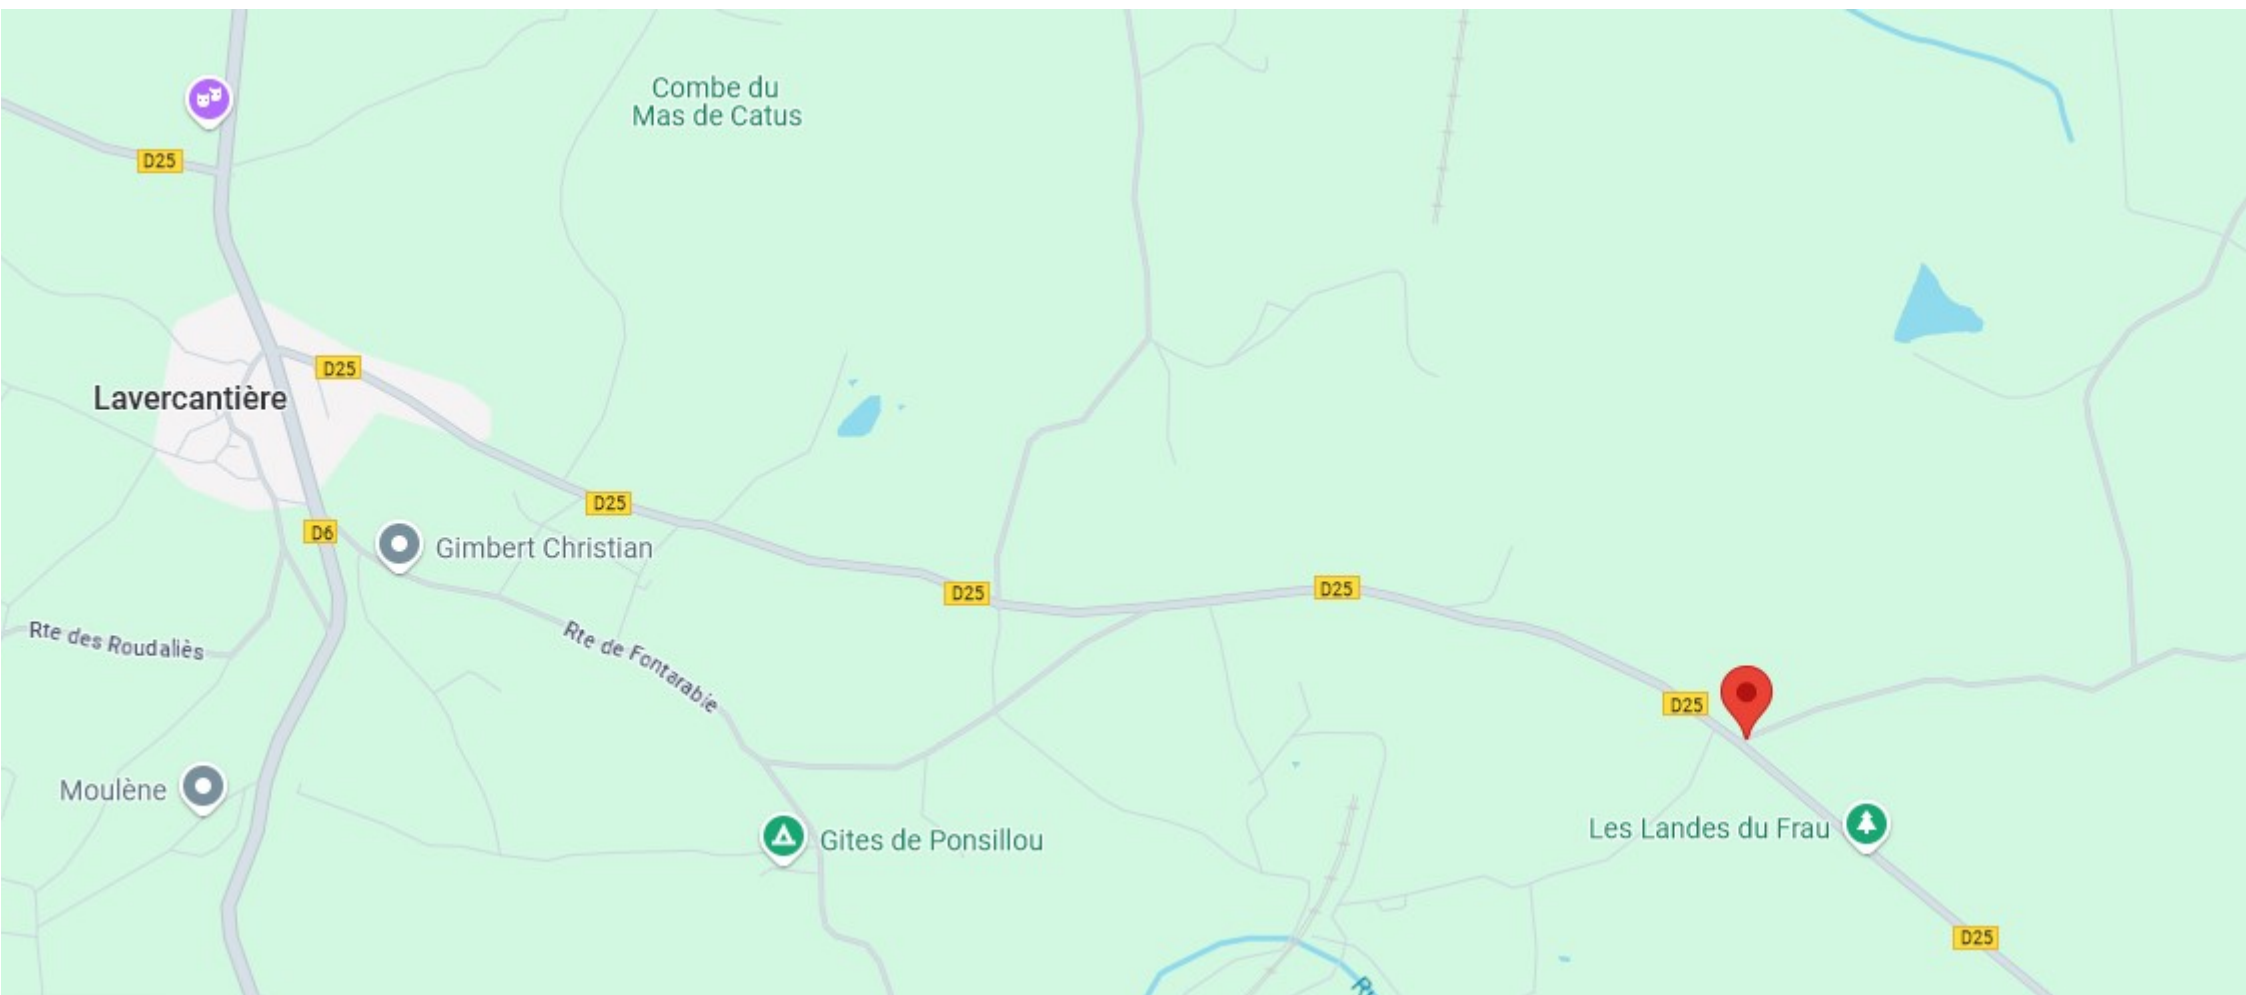 Combe du
Mas de Catus
D25
D25
Lavercantière
D25
D6
Gimbert Christian
D25
D25
Rte des Roudaliès
Rte de Fontarabie
D25
Moulène
Gites de Ponsillou
Les Landes du Frau
D25